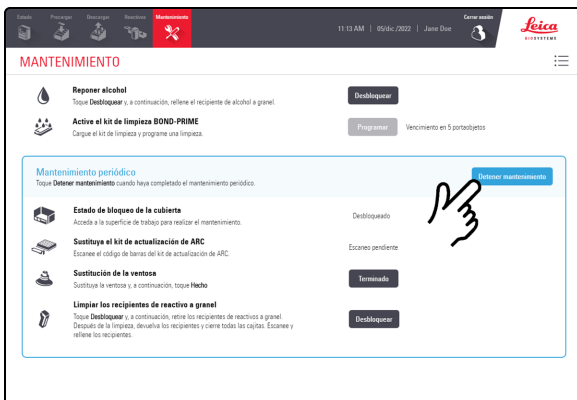 Estado Precargas Descargas Reactivos Mantenimiento
11:13 AM | 05/dic./2022 | Jane Doe
Cerrar sesión
Leica
BIOSYSTEMS
MANTENIMIENTO
Reponer alcohol
Toque Desbloquear y, a continuación, rellene el recipiente de alcohol a granel.
Desbloquear
Active el kit de limpieza BOND-PRIME
Cargue el kit de limpieza y programe una limpieza.
Programar
Vencimiento en 5 portaobjetos
Mantenimiento periódico
Toque Detener mantenimiento cuando haya completado el mantenimiento periódico.
Detener mantenimiento
Estado de bloqueo de la cubierta
Acceda a la superficie de trabajo para realizar el mantenimiento.
Desbloqueado
Sustituya el kit de actualización de ARC
Escanee el código de barras del kit de actualización de ARC.
Escaneo pendiente
Sustitución de la ventosa
Sustituya la ventosa y, a continuación, toque Hecho
Terminado
Limpiar los recipientes de reactivo a granel
Toque Desbloquear y, a continuación, retire los recipientes de reactivos a granel.
Después de la limpieza, devuelva los recipientes y cierre todas las cajitas. Escanee y
rellene los recipientes.
Desbloquear